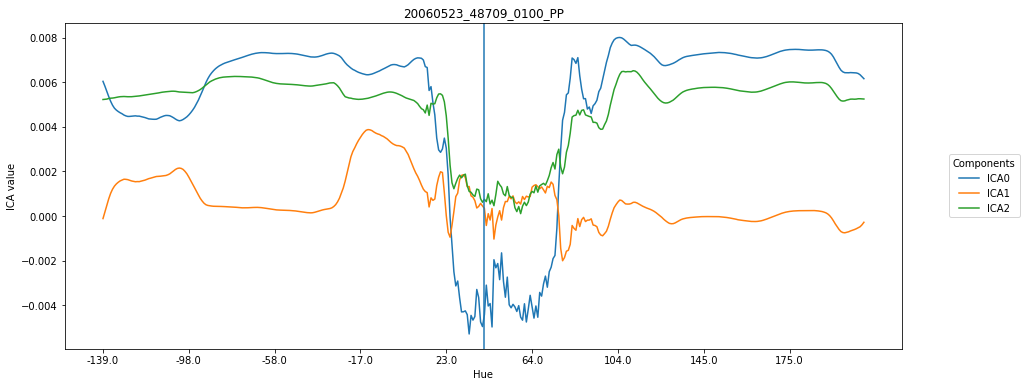 20060523_48709_0100_PP
0.008
0.006
0.004
0.002
0.000
−0.002
−0.004
ICA value
-139.0 -98.0 -58.0 -17.0 23.0 64.0 104.0 145.0 175.0
Hue
Components
ICA0
ICA1
ICA2